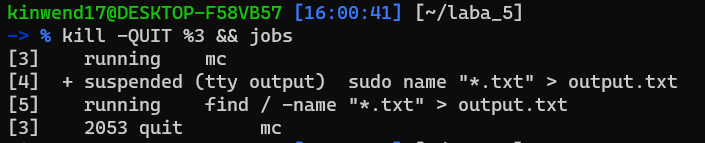 kinwend17@DESKTOP-F58VB57 [16:00:41] [~/laba_5]
-> % kill -QUIT %3 && jobs
[3]    running    mc
[4]  + suspended (tty output)  sudo name "*.txt" > output.txt
[5]    running    find / -name "*.txt" > output.txt
[3]    2053 quit       mc